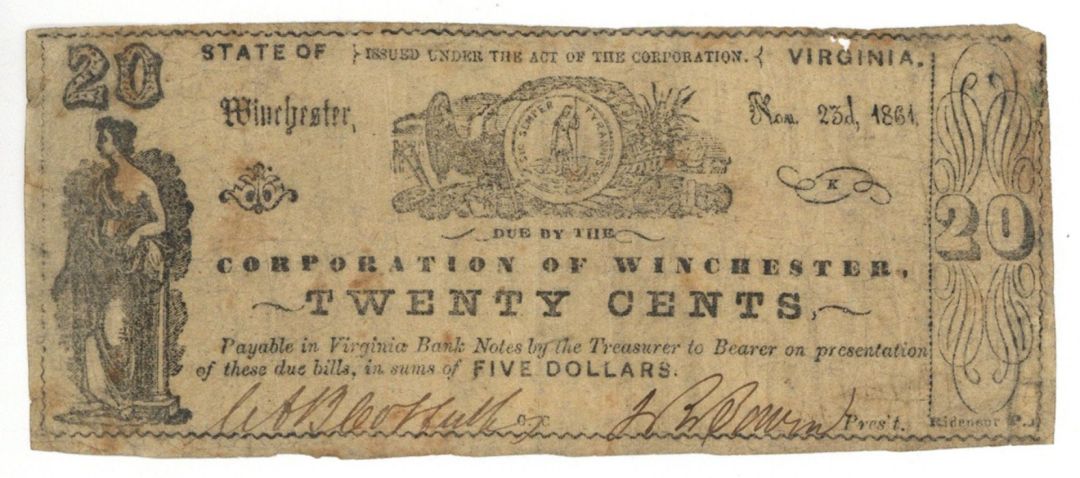 20 STATE OF } ISSUED UNDER THE ACT OF THE CORPORATION. { VIRGINIA.
Winchester, SIC SEMPER TYRANNIS Nov. 23d, 1861.
K
DUE BY THE
CORPORATION OF WINCHESTER, 20
TWENTY CENTS,
Payable in Virginia Bank Notes by the Treasurer to Bearer on presentation
of these due bills, in sums of FIVE DOLLARS.
C. C. Pres't. Ridenour P.